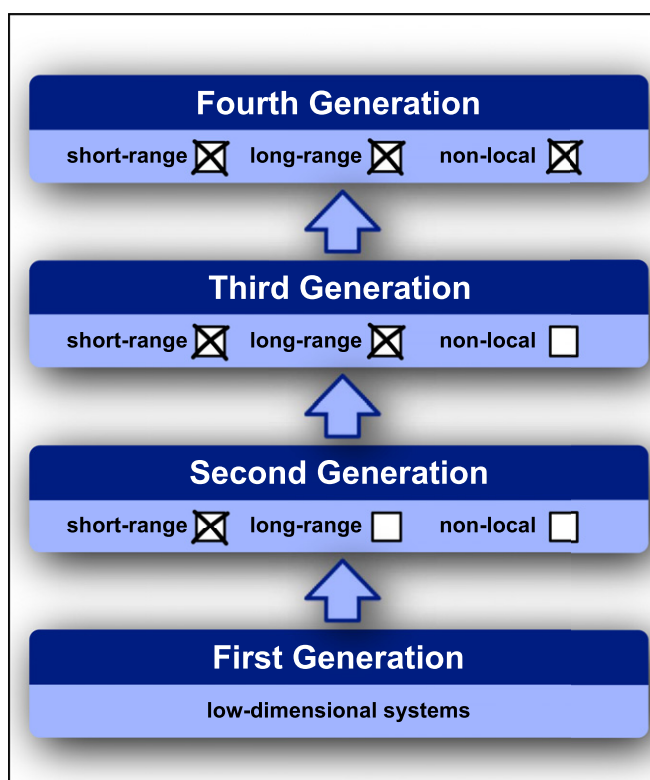 Fourth Generation
short-range long-range non-local
Third Generation
short-range long-range non-local
Second Generation
short-range long-range non-local
First Generation
low-dimensional systems